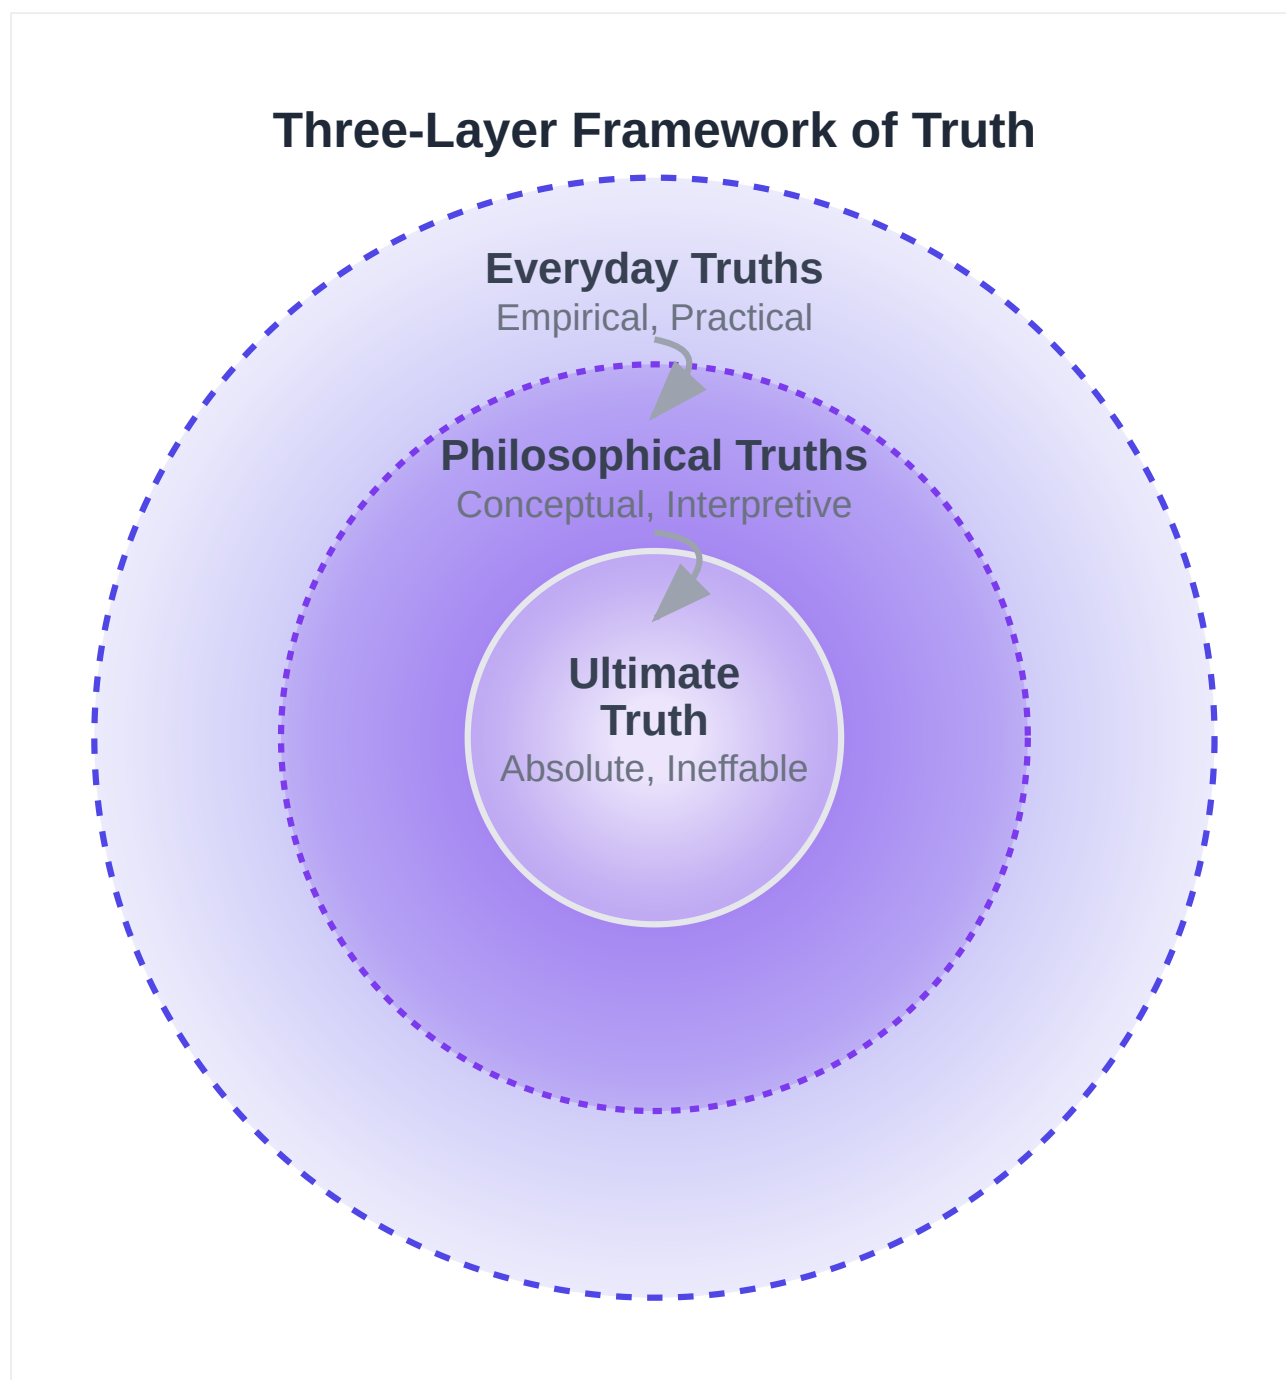 Three-Layer Framework of Truth
Everyday Truths
Empirical, Practical
Philosophical Truths
Conceptual, Interpretive
Ultimate
Truth
Absolute, Ineffable